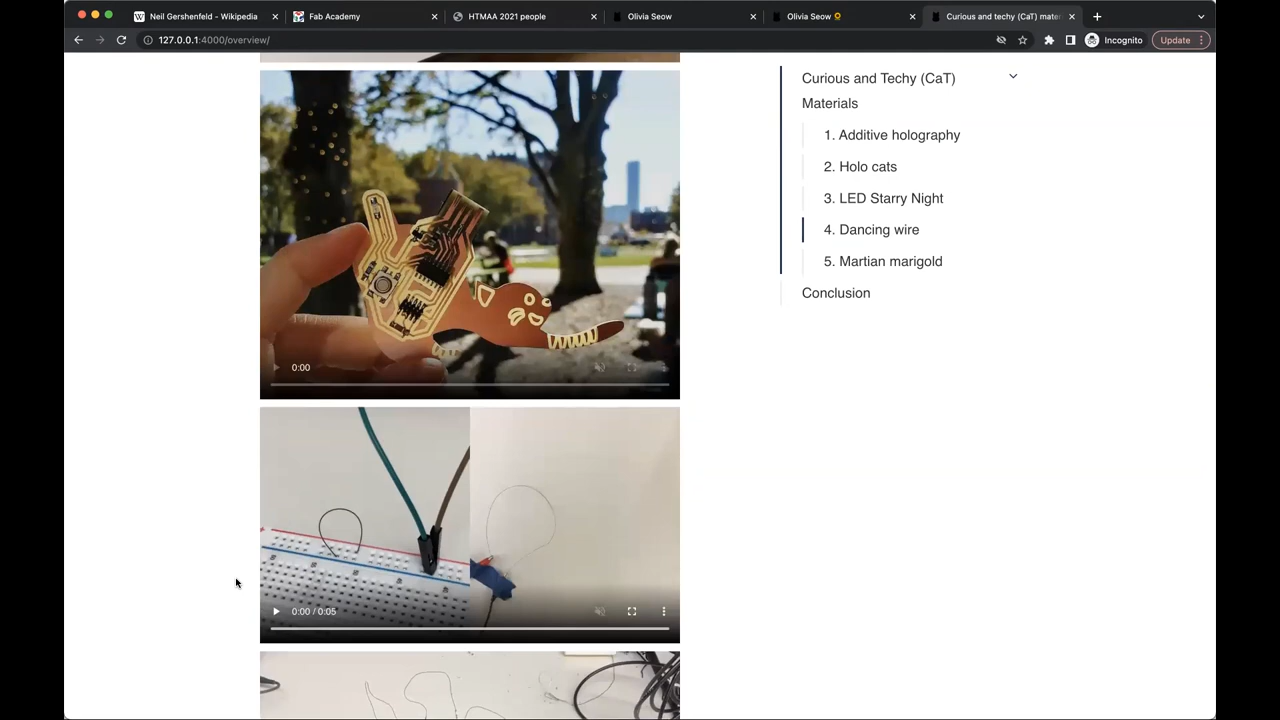 Neil Gershenfeld - Wikipedia
Fab Academy
HTMAA 2021 people
Olivia Seow
Olivia Seow
Curious and techy (CaT) mater
127.0.0.1:4000/overview/
Incognito
Update
Curious and Techy (CaT)
Materials
1. Additive holography
2. Holo cats
3. LED Starry Night
4. Dancing wire
5. Martian marigold
Conclusion
0:00
0:00 / 0:05